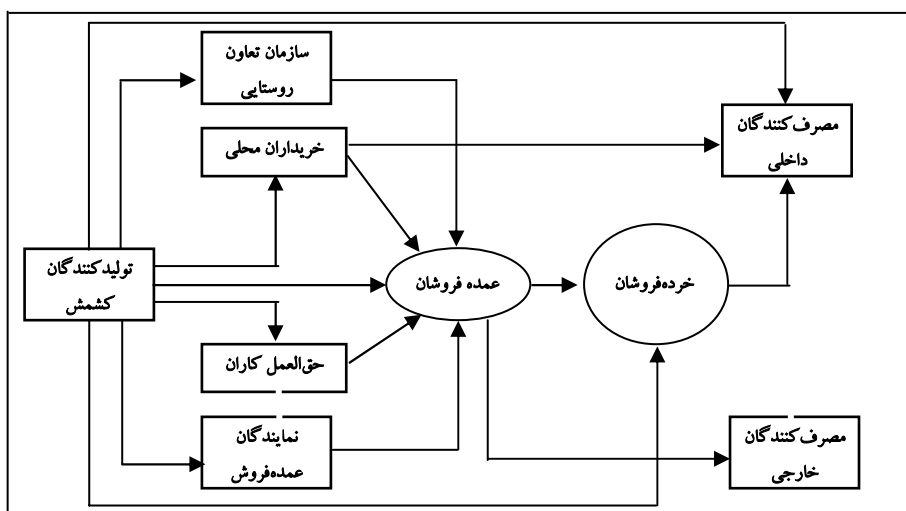 سازمان تعاون
روستایی
خریداران محلی
مصرف‌کنندگان
داخلی
تولیدکنندگان
کشمش
عمده فروشان
خرده‌فروشان
حق‌العمل کاران
نمایندگان
عمده‌فروش
مصرف‌کنندگان
خارجی